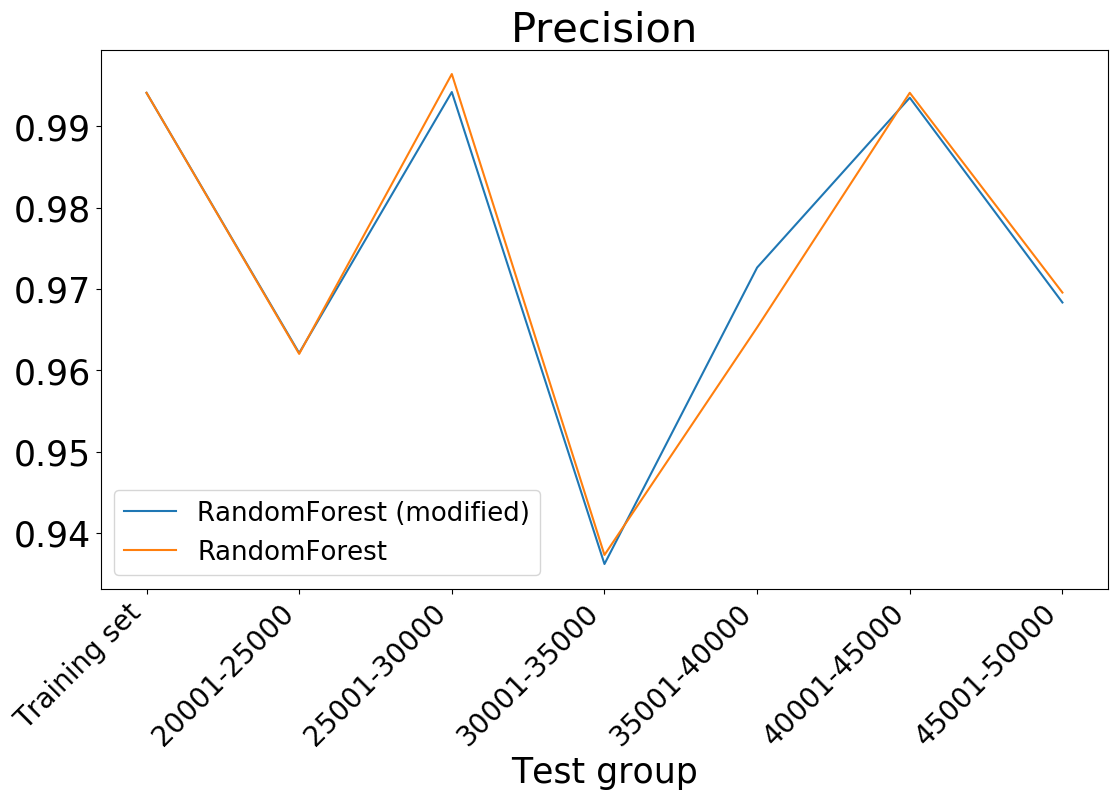 Precision
0.99
0.98
0.97
0.96
0.95
0.94
RandomForest (modified)
RandomForest
Training set
20001-25000
25001-30000
30001-35000
35001-40000
40001-45000
45001-50000
Test group